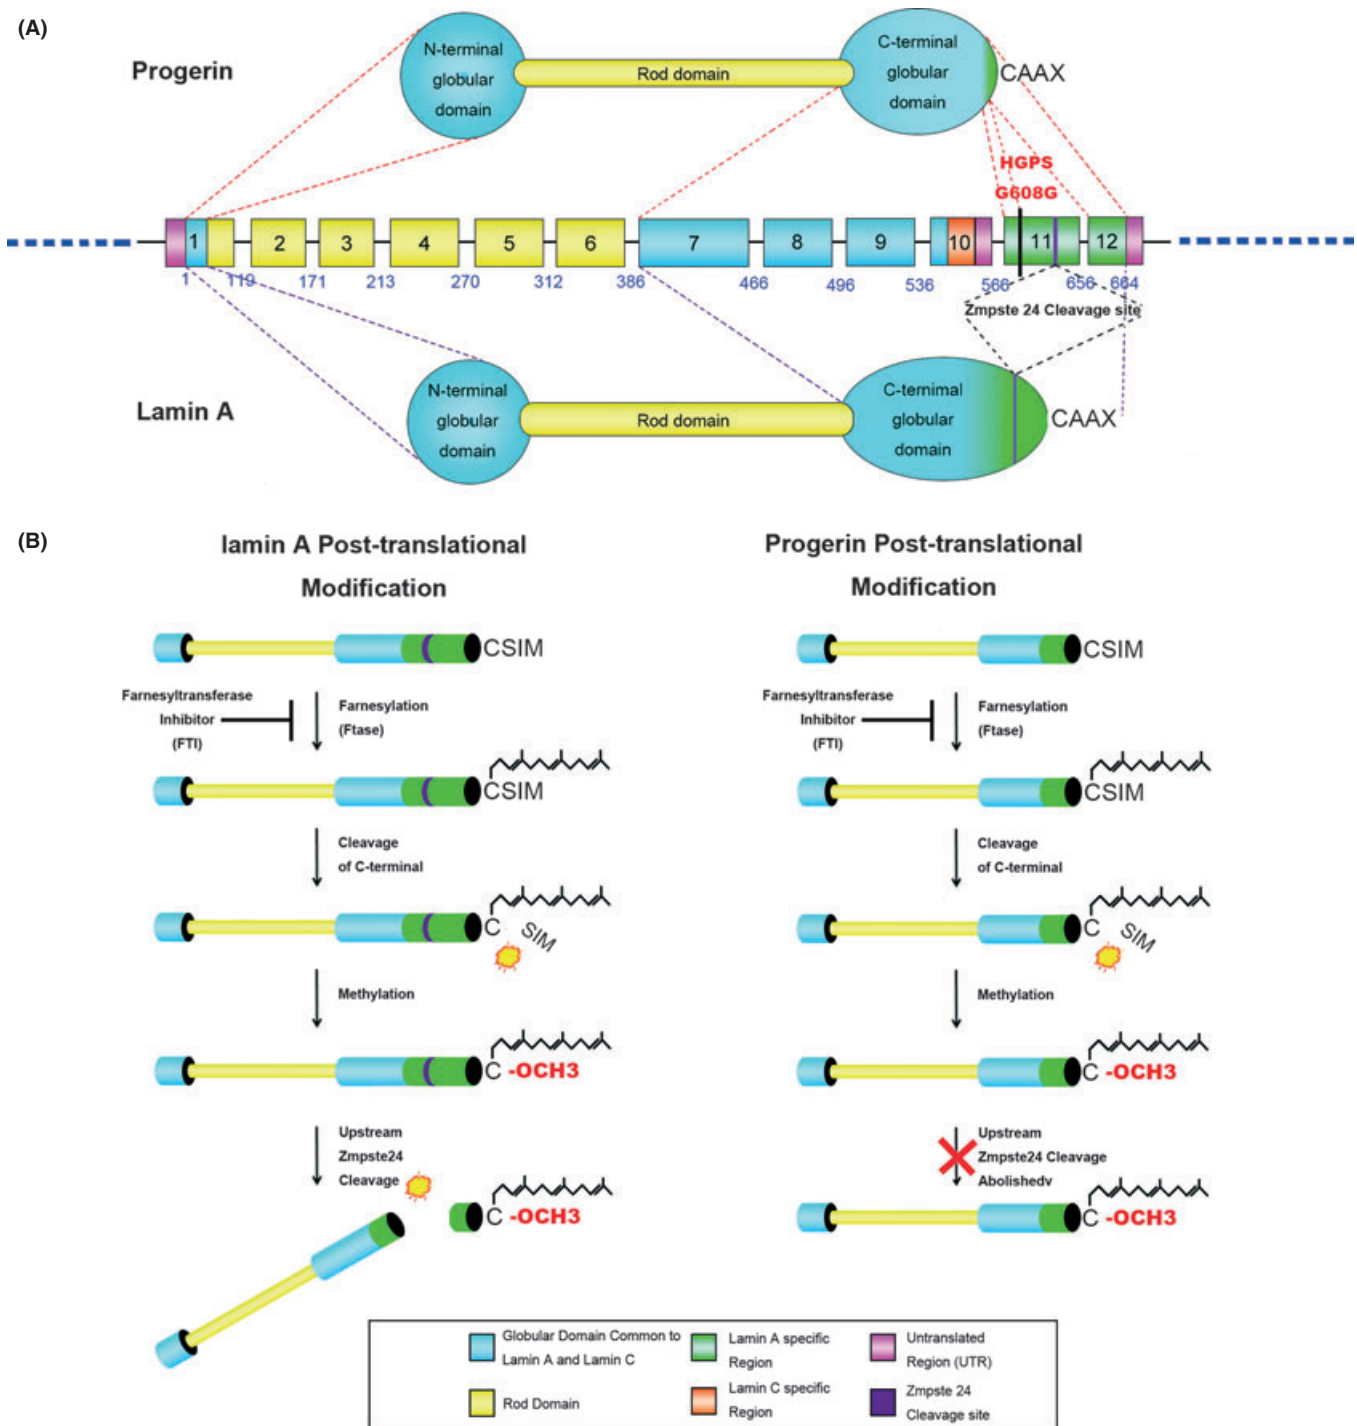 (A)
Progerin
N-terminal
globular
domain
Rod domain
C-terminal
globular
domain
CAAX
HGPS
G608G
1 2 3 4 5 6 7 8 9 10 11 12
1 119 171 213 270 312 386 466 496 536 566 656 664
Zmpste 24 Cleavage site
Lamin A
N-terminal
globular
domain
Rod domain
C-ternimal
globular
domain
CAAX
(B)
lamin A Post-translational
Modification
CSIM
Farnesyltransferase
Inhibitor
(FTI)
Farnesylation
(Ftase)
CSIM
Cleavage
of C-terminal
C
SIM
Methylation
C -OCH3
Upstream
Zmpste24
Cleavage
C -OCH3
Progerin Post-translational
Modification
CSIM
Farnesyltransferase
Inhibitor
(FTI)
Farnesylation
(Ftase)
CSIM
Cleavage
of C-terminal
C
SIM
Methylation
C -OCH3
Upstream
Zmpste24 Cleavage
Abolishedv
C -OCH3
Globular Domain Common to
Lamin A and Lamin C
Rod Domain
Lamin A specific
Region
Lamin C specific
Region
Untranslated
Region (UTR)
Zmpste 24
Cleavage site